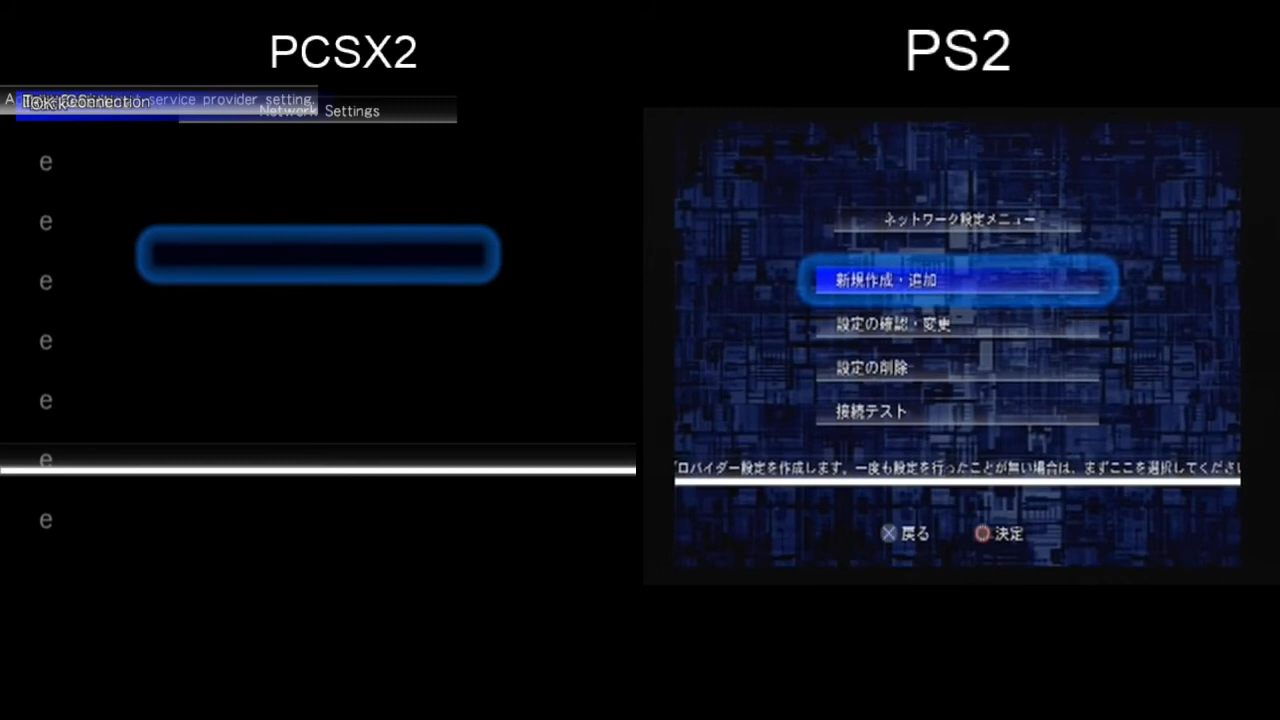 PCSX2
service provider setting.
Network Settings
e
e
e
e
e
e
e
PS2
ネットワーク設定メニュー
新規作成・追加
設定の確認・変更
設定の削除
接続テスト
ロバイダー設定を作成します。一度も設定を行ったことが無い場合は、まずここを選択してくださ
戻る
決定